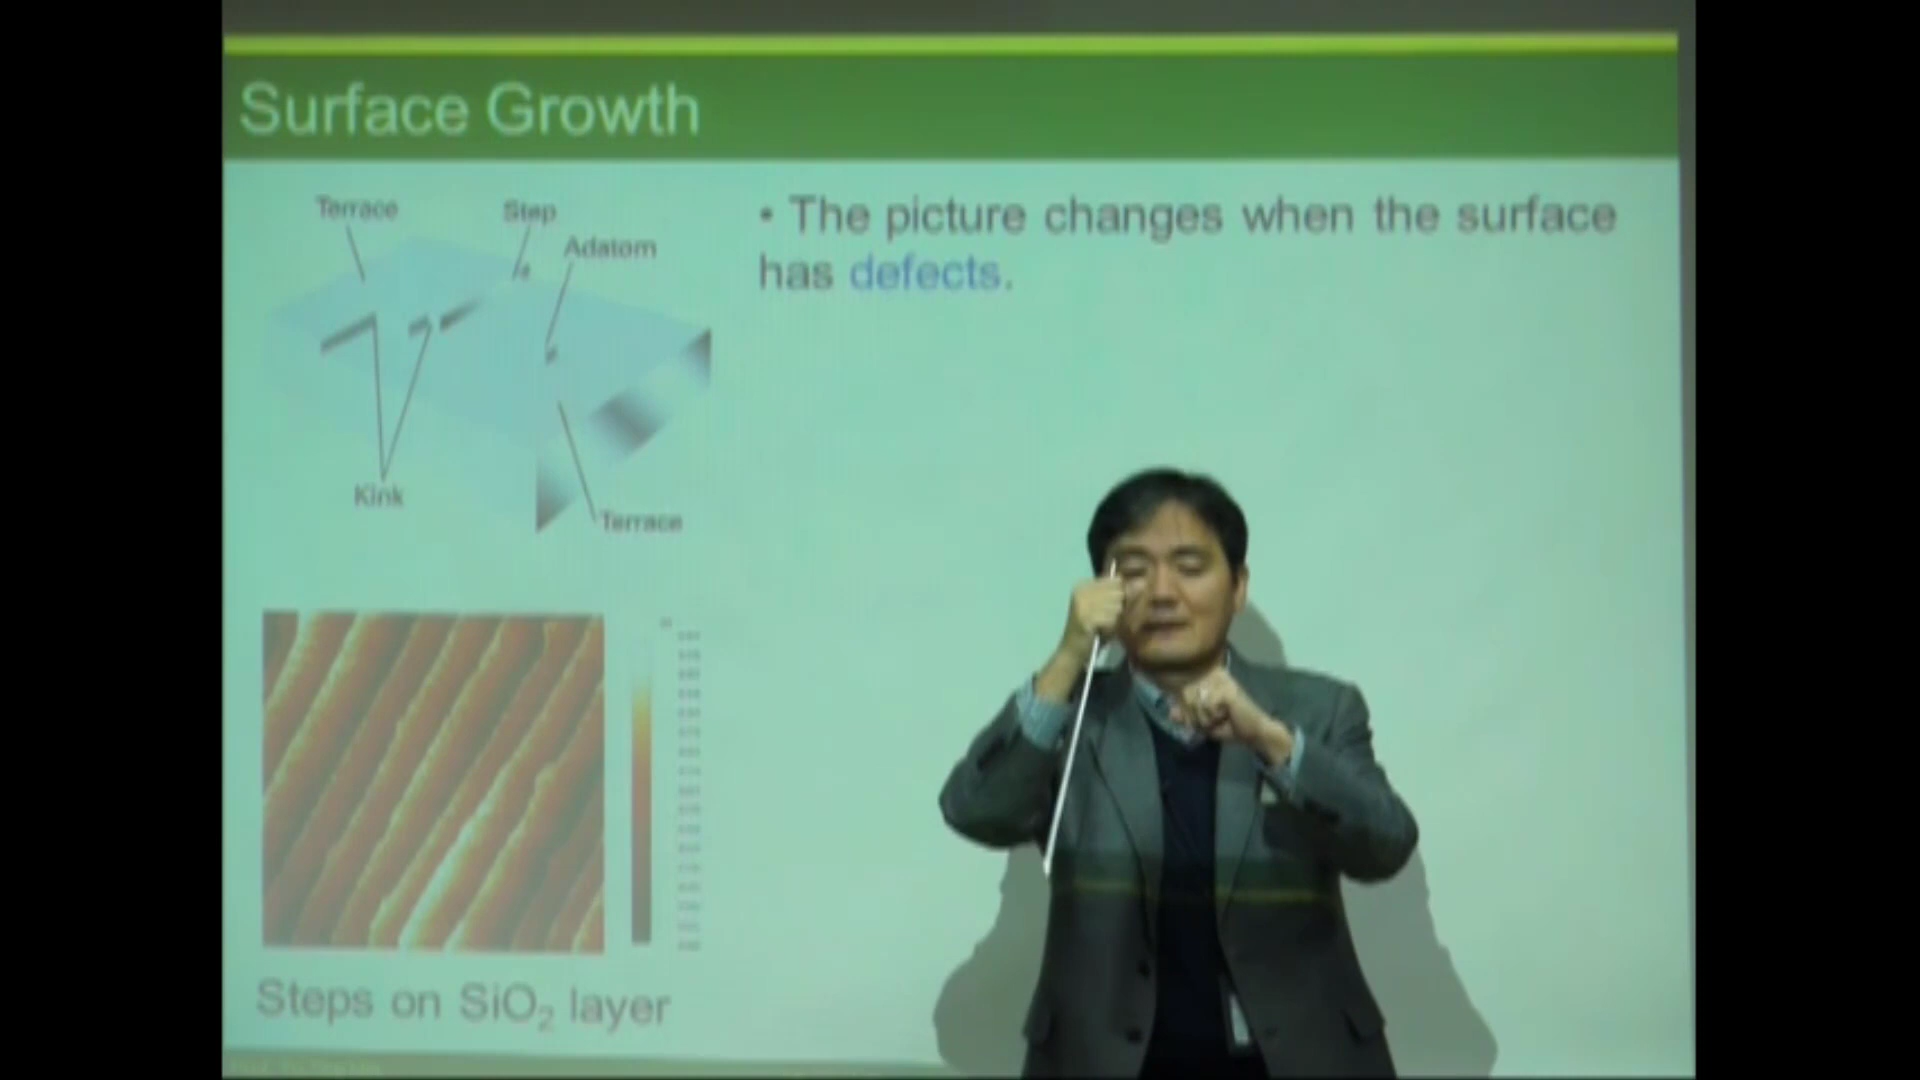 Surface Growth
Terrace
Step
Adatom
Kink
Terrace
• The picture changes when the surface
has defects.
Steps on SiO₂ layer